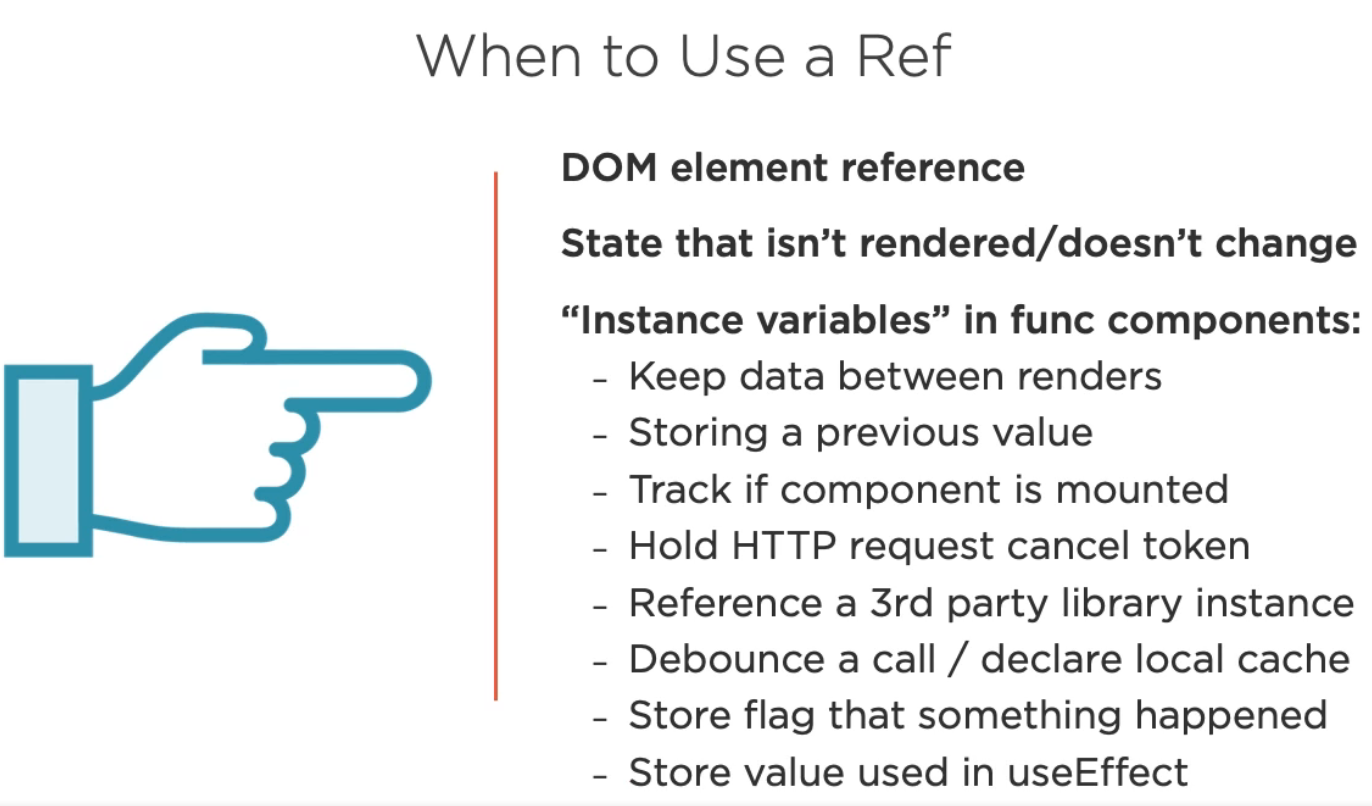 When to Use a Ref
DOM element reference
State that isn’t rendered/doesn’t change
“Instance variables” in func components:
- Keep data between renders
- Storing a previous value
- Track if component is mounted
- Hold HTTP request cancel token
- Reference a 3rd party library instance
- Debounce a call / declare local cache
- Store flag that something happened
- Store value used in useEffect